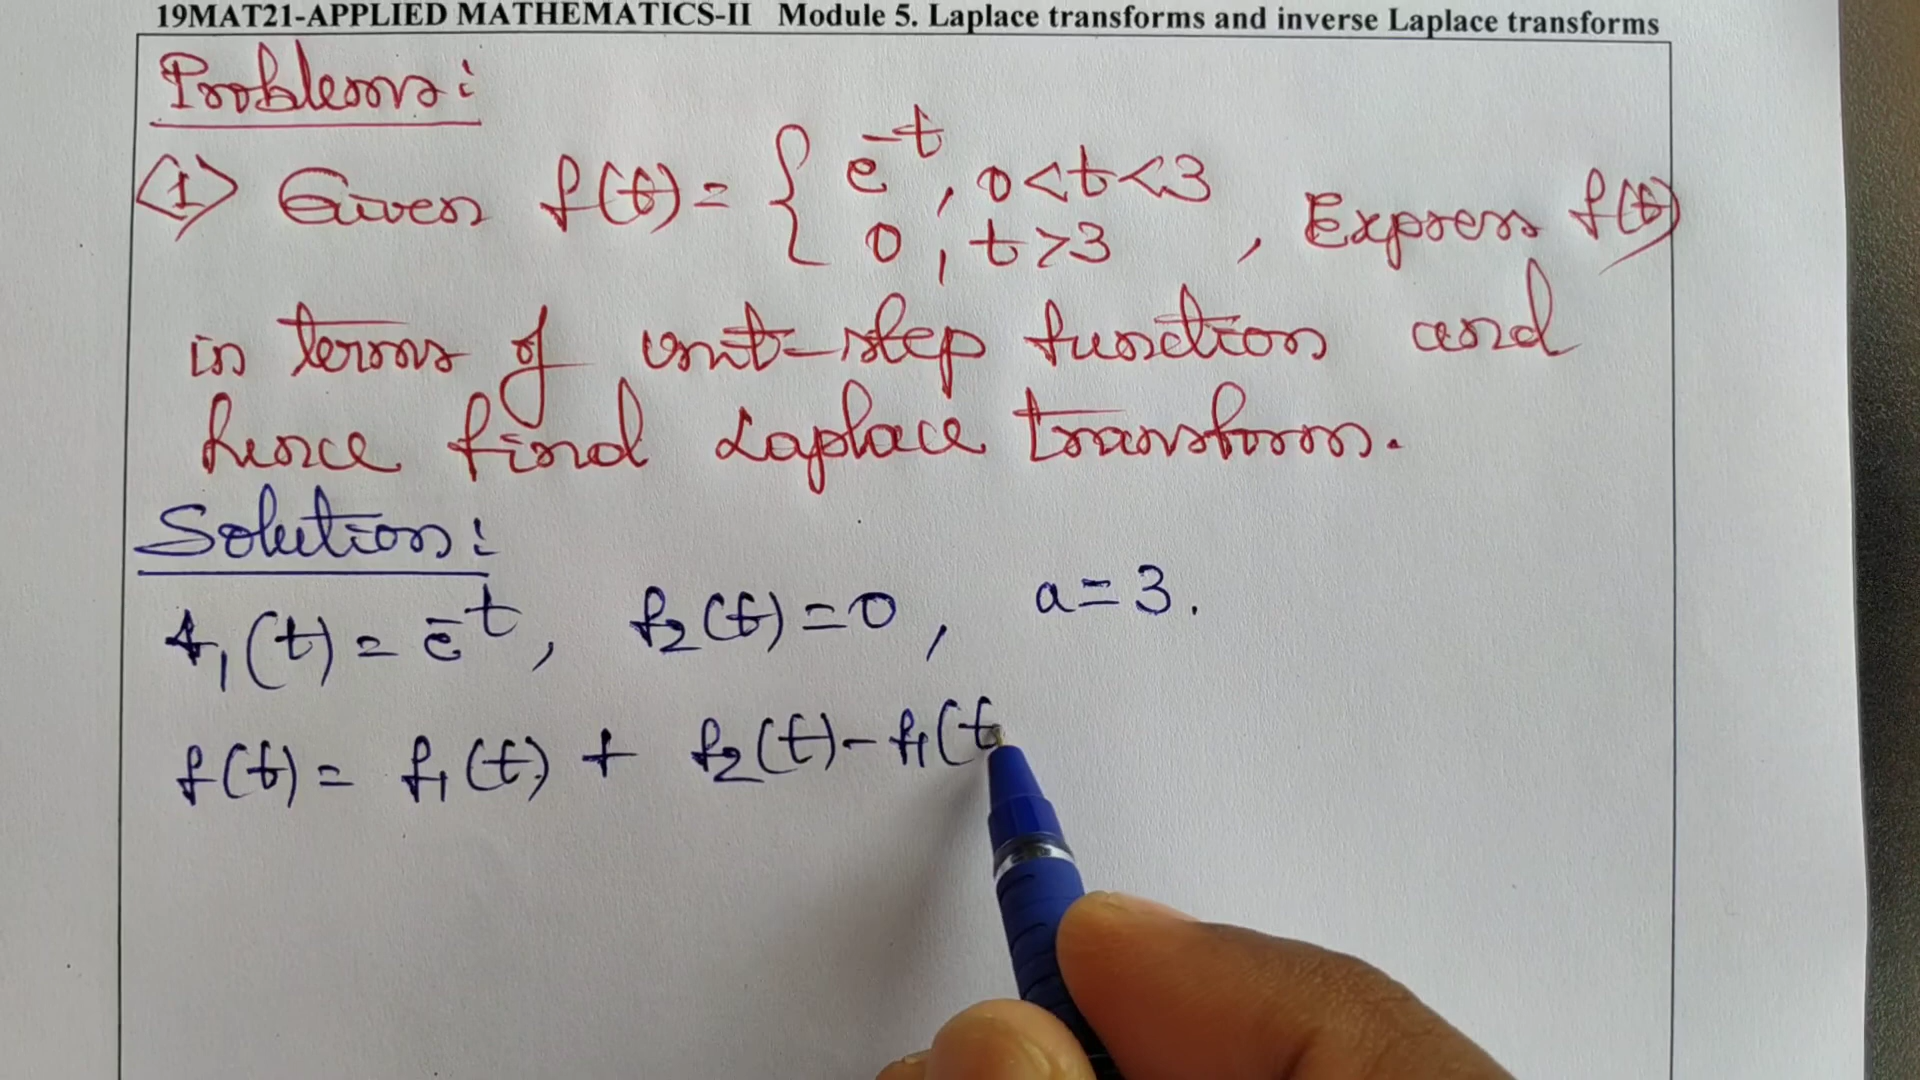 19MAT21-APPLIED MATHEMATICS-II Module 5. Laplace transforms and inverse Laplace transforms
Problems:
<1> Given f(t) = { e^-t, 0<t<3
0, t>3 , Express f(t)
in terms of unit-step function and
hence find Laplace transform.
Solution:
f₁(t) = e^-t, f₂(t) = 0, a = 3.
f(t) = f₁(t) + f₂(t) - f₁(t